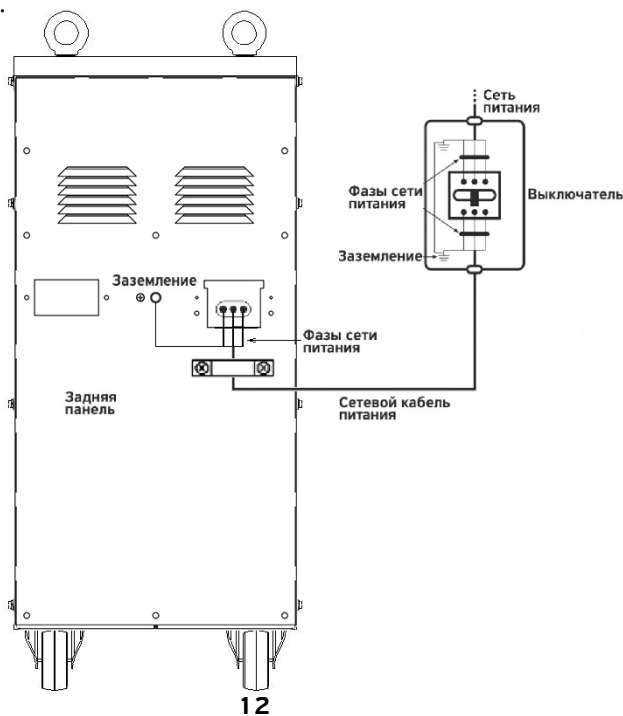 Сеть
питания
Фазы сети
питания
Выключатель
Заземление
Заземление
Фазы сети
питания
Задняя
панель
Сетевой кабель
питания
12